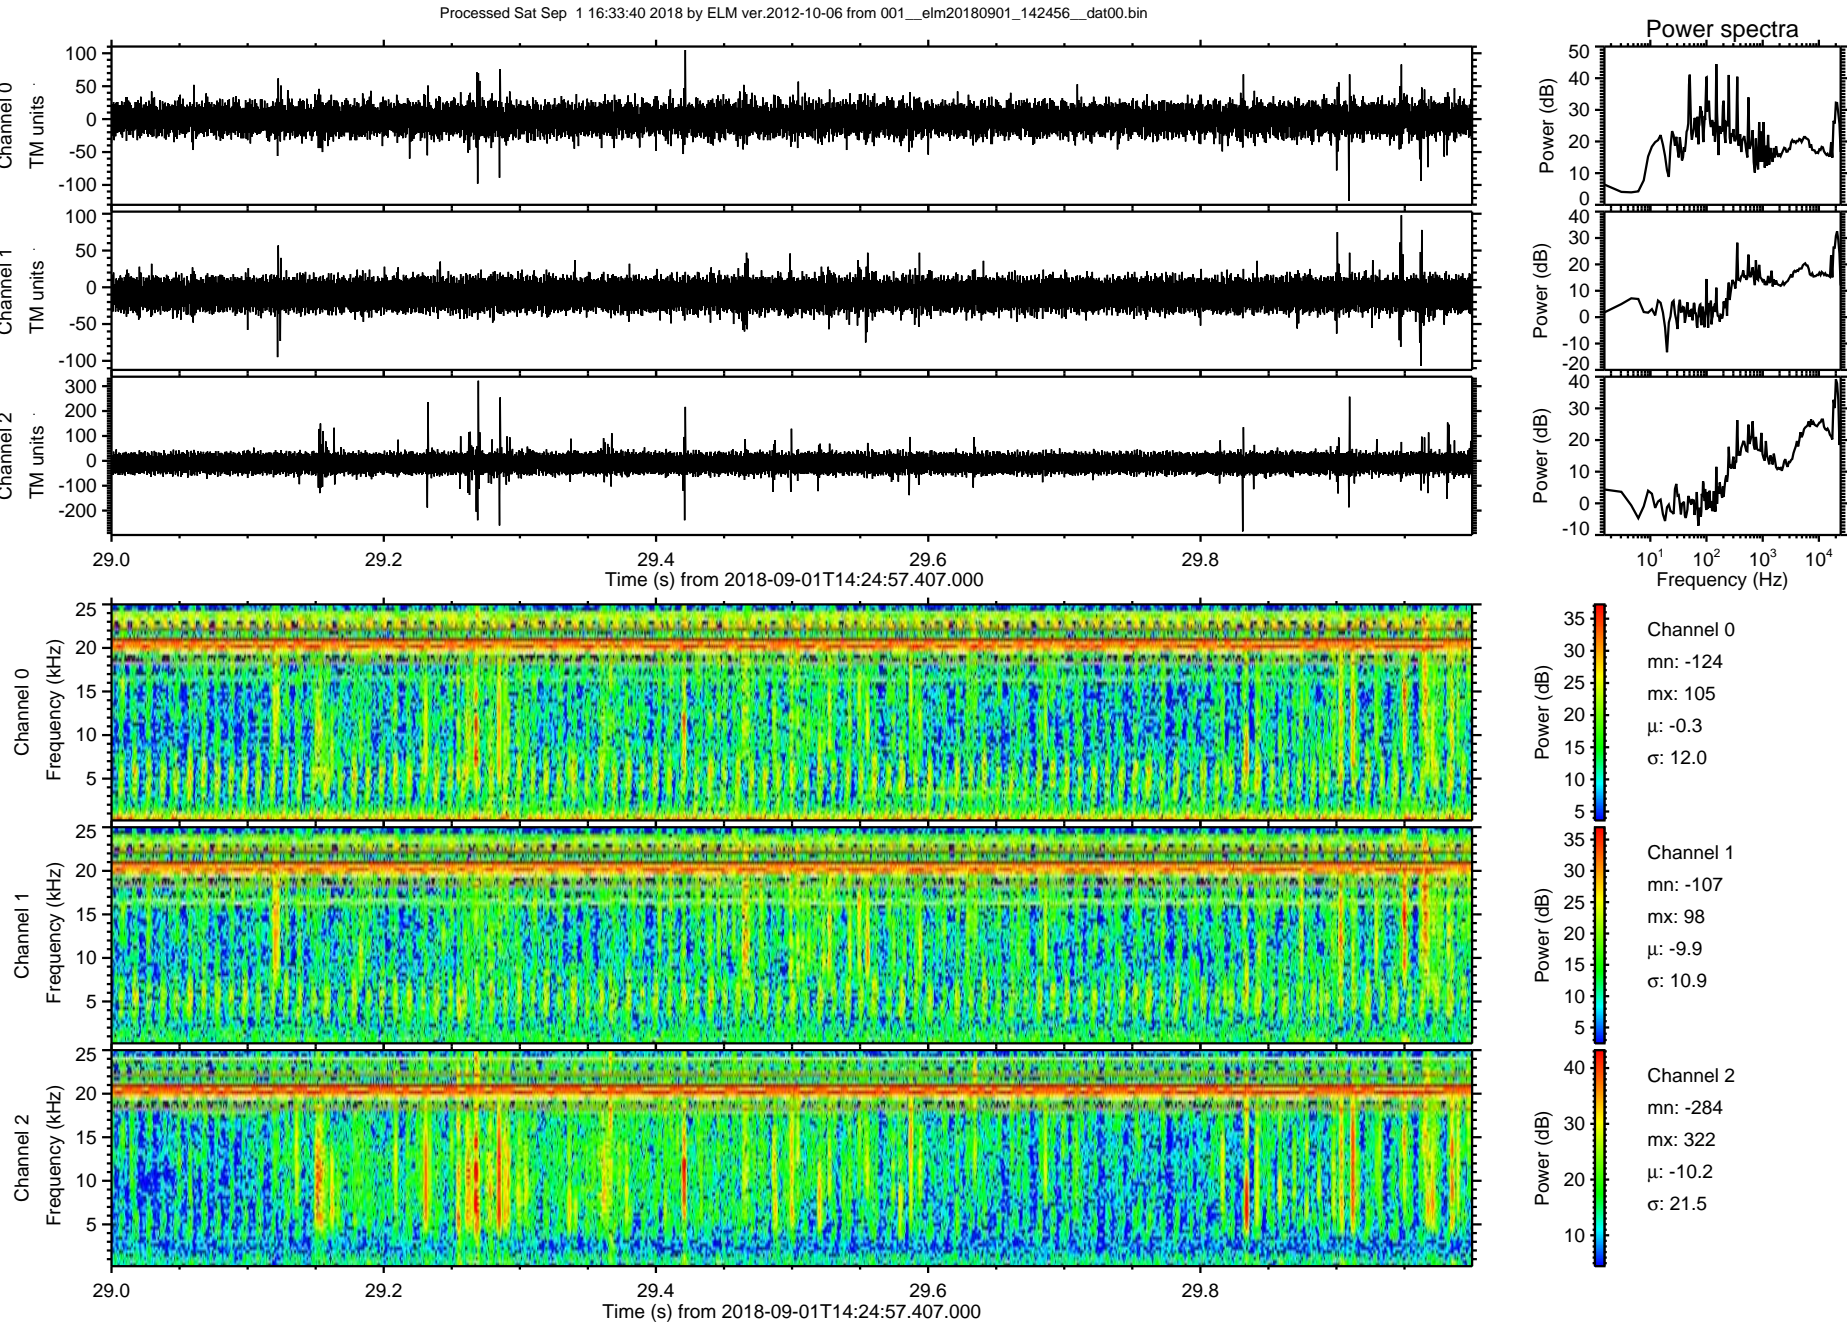 Processed Sat Sep  1 16:33:40 2018 by ELM ver.2012-10-06 from 001__elm20180901_142456__dat00.bin
Power spectra
Channel 0
TM units
100
50
0
-50
-100
Power (dB)
50
40
30
20
10
0
Channel 1
TM units
100
50
0
-50
-100
Power (dB)
40
30
20
10
0
-10
-20
Channel 2
TM units
300
200
100
0
-100
-200
Power (dB)
40
30
20
10
0
-10
29.0 29.2 29.4 29.6 29.8
Time (s) from 2018-09-01T14:24:57.407.000
10¹ 10² 10³ 10⁴
Frequency (Hz)
Channel 0
Frequency (kHz)
25
20
15
10
5
Power (dB)
35
30
25
20
15
10
5
Channel 0
mn: -124
mx: 105
μ: -0.3
σ: 12.0
Channel 1
Frequency (kHz)
25
20
15
10
5
Power (dB)
35
30
25
20
15
10
5
Channel 1
mn: -107
mx: 98
μ: -9.9
σ: 10.9
Channel 2
Frequency (kHz)
25
20
15
10
5
Power (dB)
40
30
20
10
Channel 2
mn: -284
mx: 322
μ: -10.2
σ: 21.5
29.0 29.2 29.4 29.6 29.8
Time (s) from 2018-09-01T14:24:57.407.000